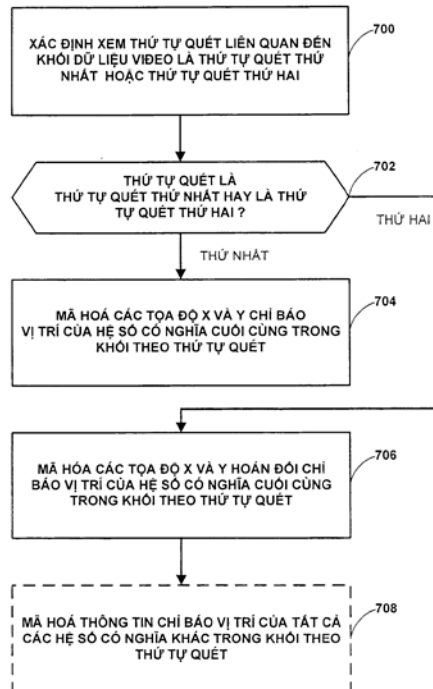 700
XÁC ĐỊNH XEM THỨ TỰ QUÉT LIÊN QUAN ĐẾN
KHỐI DỮ LIỆU VIDEO LÀ THỨ TỰ QUÉT THỨ
NHẤT HOẶC THỨ TỰ QUÉT THỨ HAI
702
THỨ TỰ QUÉT LÀ
THỨ TỰ QUÉT THỨ NHẤT HAY LÀ THỨ
TỰ QUÉT THỨ HAI ?
THỨ HAI
THỨ NHẤT
704
MÃ HOÁ CÁC TỌA ĐỘ X VÀ Y CHỈ BÁO
VỊ TRÍ CỦA HỆ SỐ CÓ NGHĨA CUỐI CÙNG TRONG
KHỐI THEO THỨ TỰ QUÉT
706
MÃ HÓA CÁC TỌA ĐỘ X VÀ Y HOÁN ĐỔI CHỈ
BÁO VỊ TRÍ CỦA HỆ SỐ CÓ NGHĨA CUỐI CÙNG
TRONG KHỐI THEO THỨ TỰ QUÉT
708
MÃ HOÁ THÔNG TIN CHỈ BÁO VỊ TRÍ CỦA TẤT CẢ
CÁC HỆ SỐ CÓ NGHĨA KHÁC TRONG KHỐI THEO
THỨ TỰ QUÉT